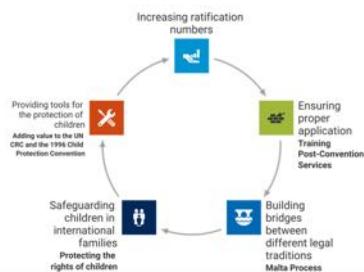 Increasing ratification
numbers
Ensuring
proper
application
Training
Post-Convention
Services
Building
bridges
between
different legal
traditions
Malta Process
Safeguarding
children in
international
families
Protecting the
rights of children
Providing tools for
the protection of
children
Adding value to the UN
CRC and the 1996 Child
Protection Convention